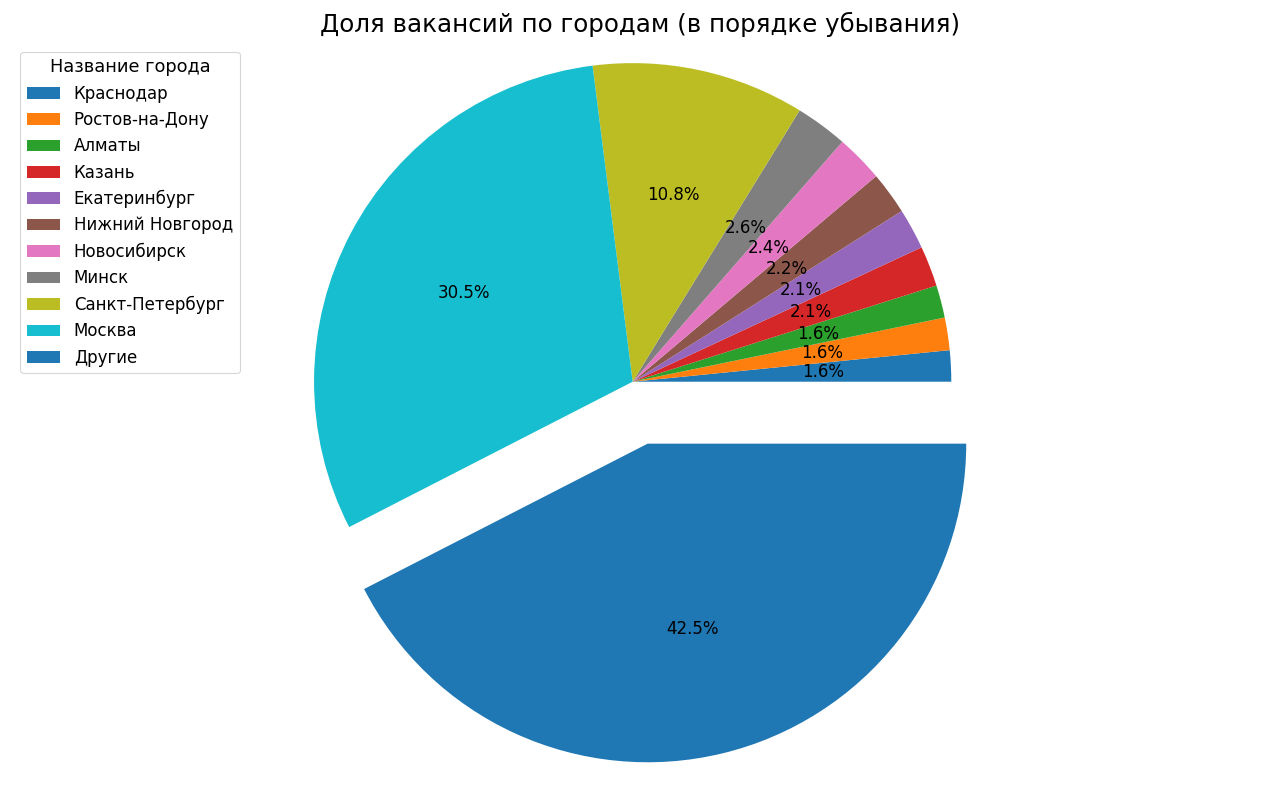 Доля вакансий по городам (в порядке убывания)
Название города
Краснодар
Ростов-на-Дону
Алматы
Казань
Екатеринбург
Нижний Новгород
Новосибирск
Минск
Санкт-Петербург
Москва
Другие
10.8%
2.6%
2.4%
2.2%
2.1%
30.5%
2.1%
1.6%
1.6%
1.6%
42.5%